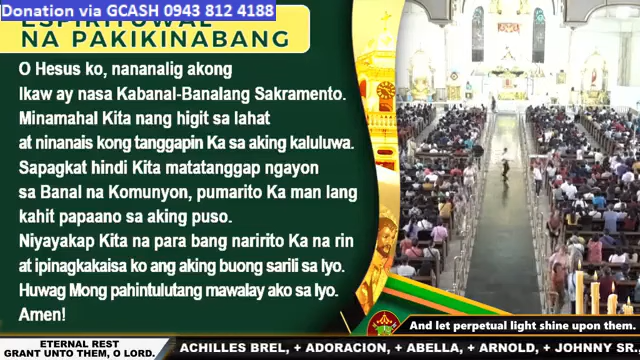 Donation via GCASH 0943 812 4188
ESPIRITUWAL
NA PAKIKINABANG
O Hesus ko, nananalig akong
Ikaw ay nasa Kabanal-Banalang Sakramento.
Minamahal Kita nang higit sa lahat
at ninanais kong tanggapin Ka sa aking kaluluwa.
Sapagkat hindi Kita matatanggap ngayon
sa Banal na Komunyon, pumarito Ka man lang
kahit papaano sa aking puso.
Niyayakap Kita na para bang naririto Ka na rin
at ipinagkakaisa ko ang aking buong sarili sa Iyo.
Huwag Mong pahintulutang mawalay ako sa Iyo.
Amen!
And let perpetual light shine upon them.
ETERNAL REST
GRANT UNTO THEM, O LORD.
ACHILLES BREL, + ADORACION, + ABELLA, + ARNOLD, + JOHNNY SR.